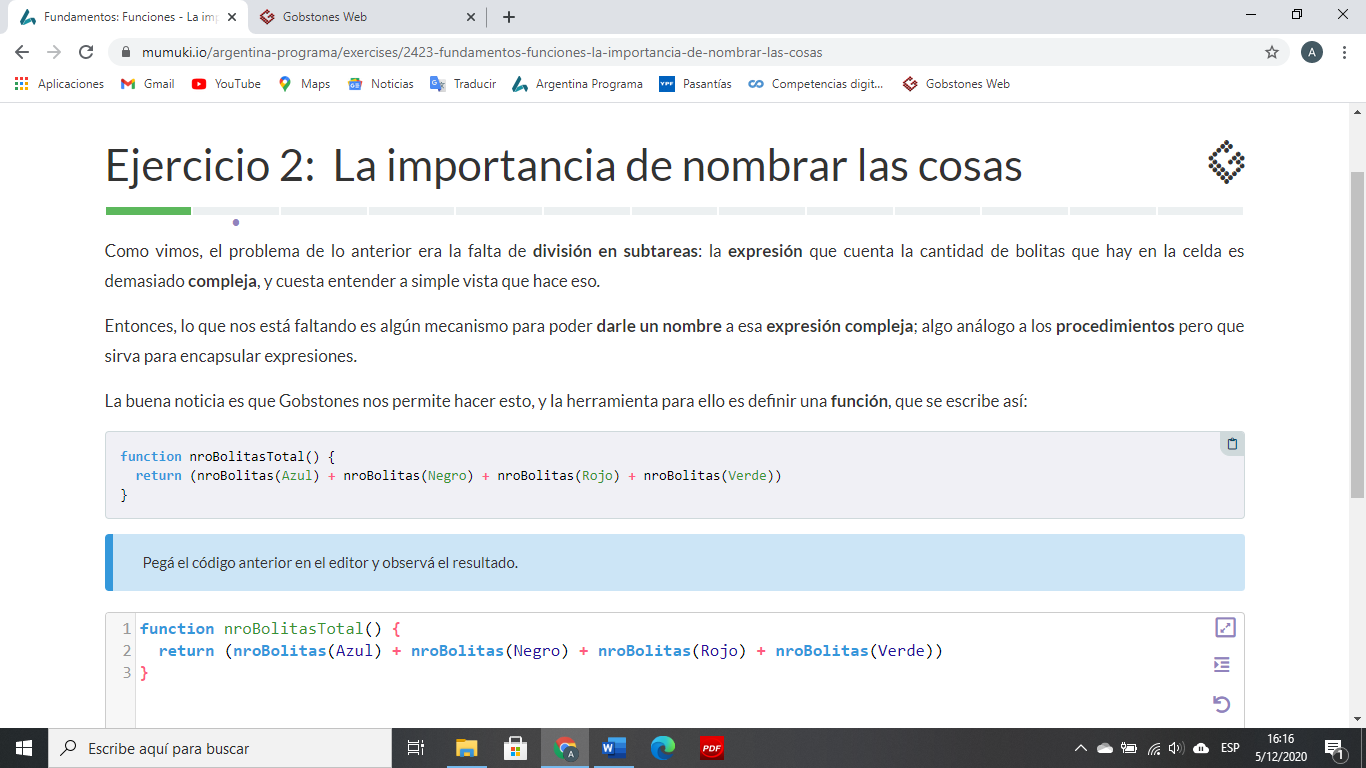 Fundamentos: Funciones - La im
Gobstones Web
mumuki.io/argentina-programa/exercises/2423-fundamentos-funciones-la-importancia-de-nombrar-las-cosas
A
Aplicaciones
Gmail
YouTube
Maps
Noticias
Traducir
Argentina Programa
YPF
Pasantías
Competencias digit...
Gobstones Web
Ejercicio 2: La importancia de nombrar las cosas
Como vimos, el problema de lo anterior era la falta de división en subtareas: la expresión que cuenta la cantidad de bolitas que hay en la celda es
demasiado compleja, y cuesta entender a simple vista que hace eso.
Entonces, lo que nos está faltando es algún mecanismo para poder darle un nombre a esa expresión compleja; algo análogo a los procedimientos pero que
sirva para encapsular expresiones.
La buena noticia es que Gobstones nos permite hacer esto, y la herramienta para ello es definir una función, que se escribe así:
function nroBolitasTotal() {
return (nroBolitas(Azul) + nroBolitas(Negro) + nroBolitas(Rojo) + nroBolitas(Verde))
}
Pegá el código anterior en el editor y observá el resultado.
1 function nroBolitasTotal() {
2 return (nroBolitas(Azul) + nroBolitas(Negro) + nroBolitas(Rojo) + nroBolitas(Verde))
3 }
Escribe aquí para buscar
A
W
PDF
ESP
16:16
5/12/2020
1